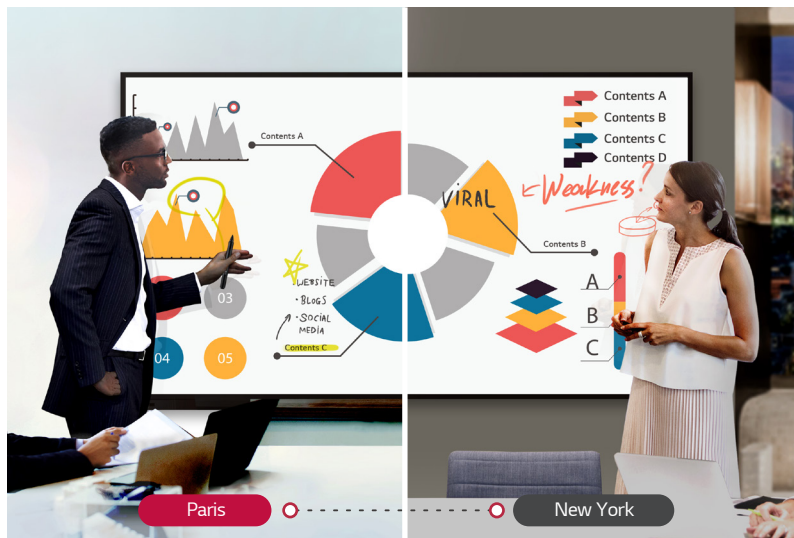 Contents A
03
04
05
WEBSITE
BLOGS
SOCIAL
MEDIA
Contents C
VIRAL
Weakness?
Contents A
Contents B
Contents C
Contents D
Contents B
A
B
C
Paris
New York